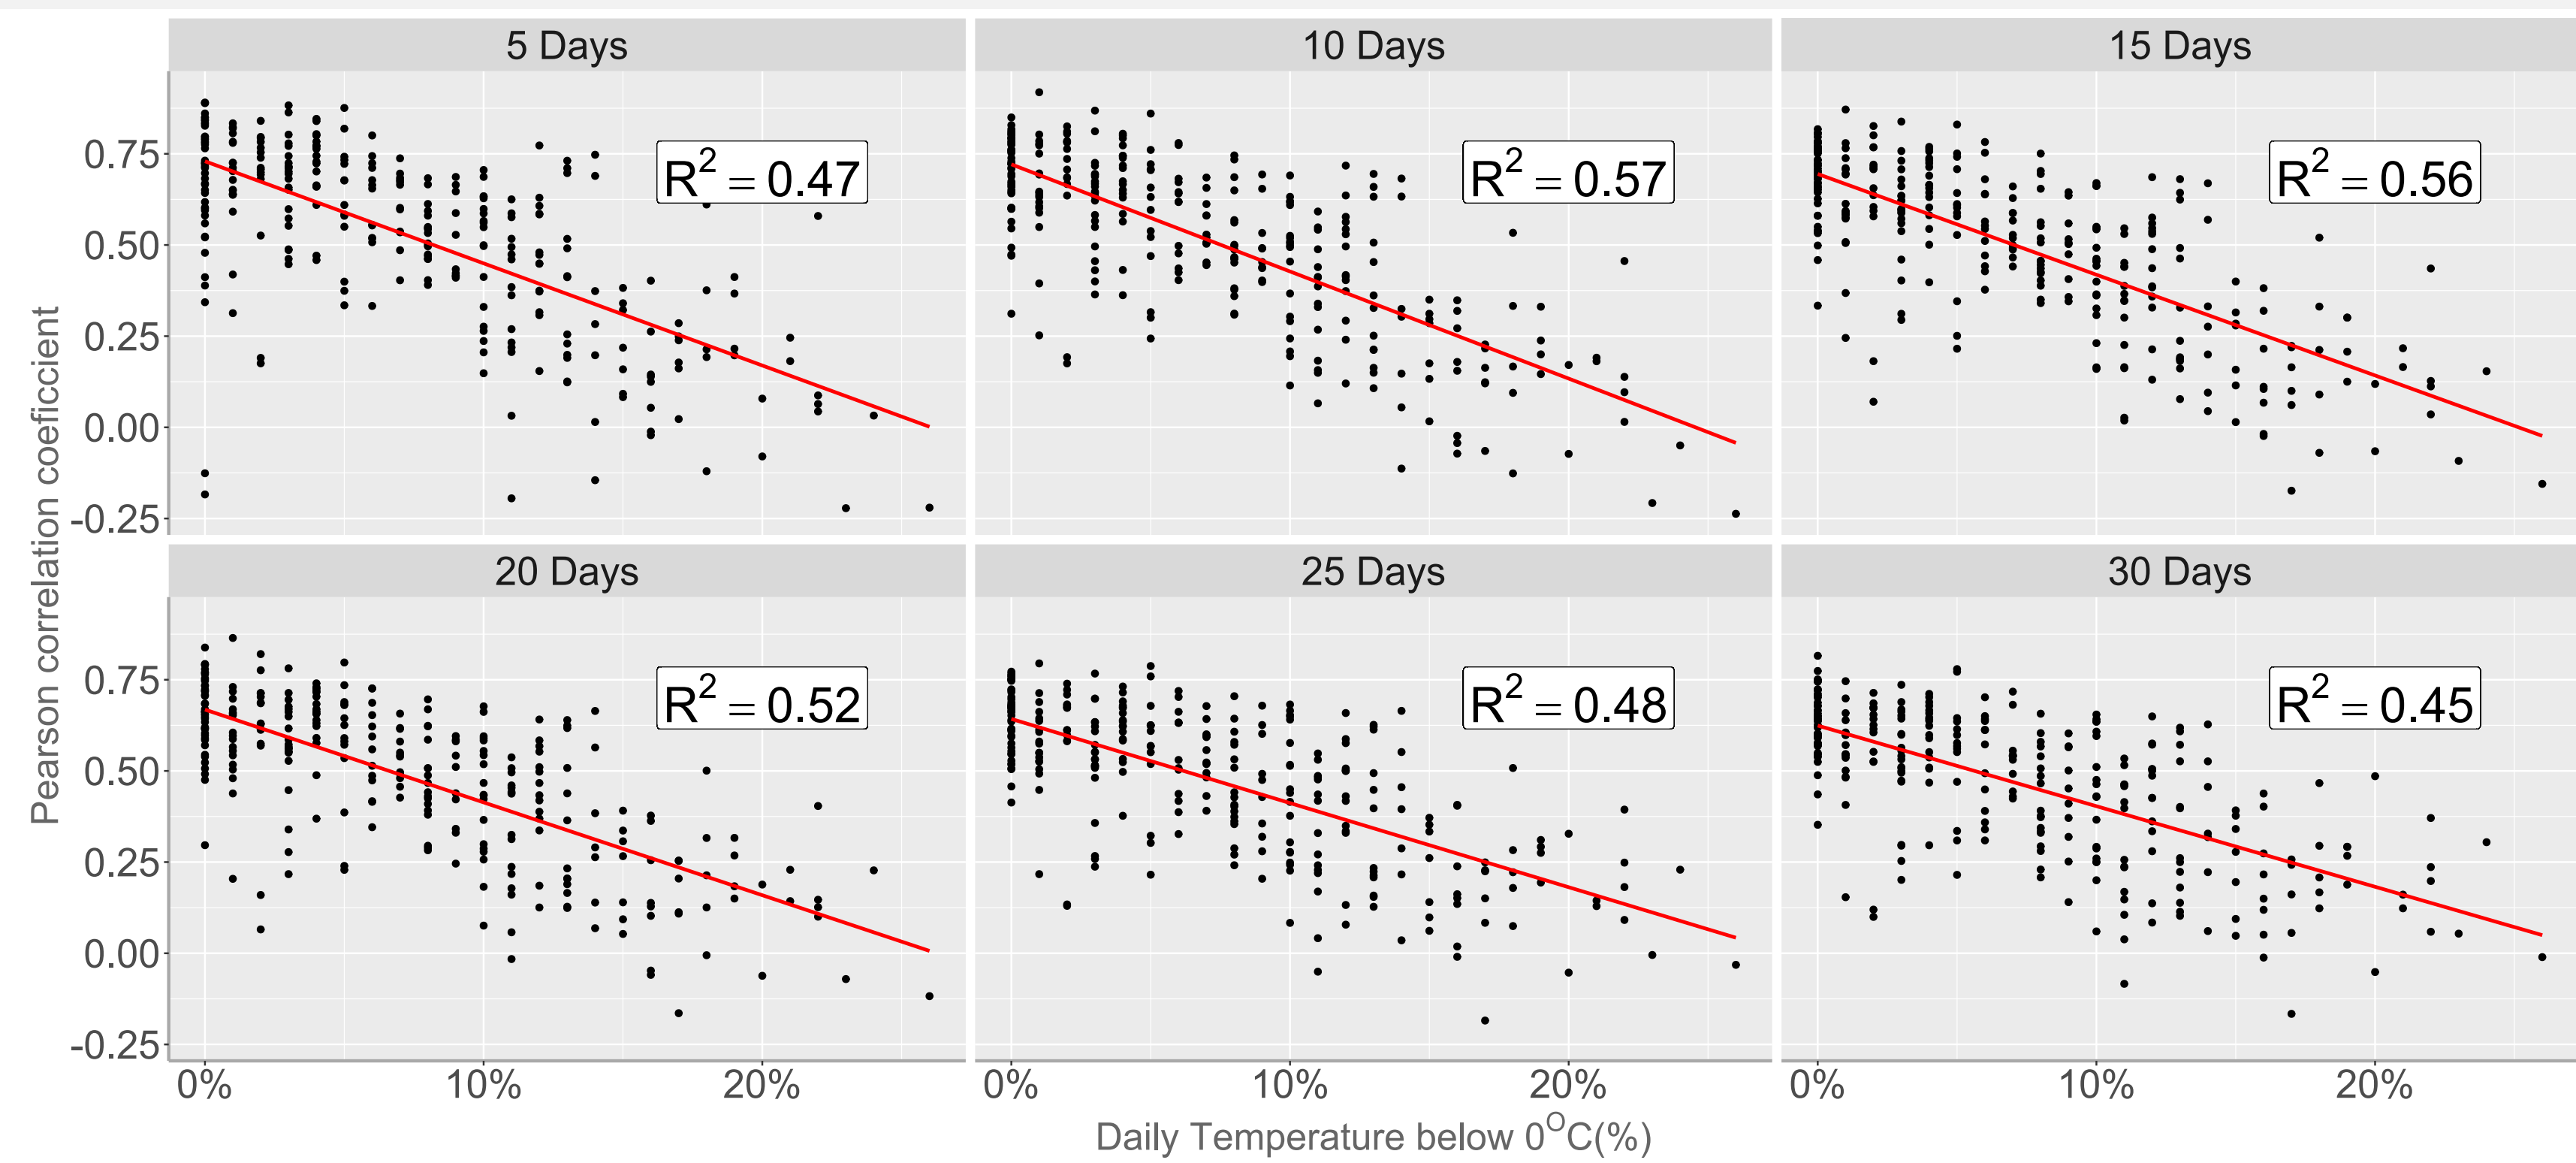 5 Days
10 Days
15 Days
R² = 0.47
R² = 0.57
R² = 0.56
0.75
0.50
0.25
0.00
-0.25
20 Days
25 Days
30 Days
R² = 0.52
R² = 0.48
R² = 0.45
0.75
0.50
0.25
0.00
-0.25
Pearson correlation coeficcient
0% 10% 20% 0% 10% 20% 0% 10% 20%
Daily Temperature below 0ᴼC(%)